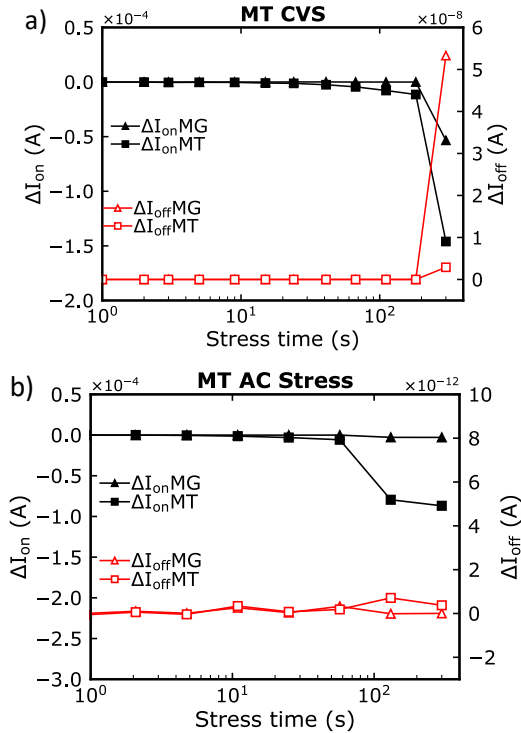 a)
MT CVS
×10⁻⁴
×10⁻⁸
0.5
0.0
−0.5
−1.0
−1.5
−2.0
ΔIon (A)
6
5
4
3
2
1
0
ΔIoff (A)
ΔIonMG
ΔIonMT
ΔIoffMG
ΔIoffMT
10⁰
10¹
10²
Stress time (s)
b)
MT AC Stress
×10⁻⁴
×10⁻¹²
0.5
0.0
−0.5
−1.0
−1.5
−2.0
−2.5
−3.0
ΔIon (A)
10
8
6
4
2
0
−2
ΔIoff (A)
ΔIonMG
ΔIonMT
ΔIoffMG
ΔIoffMT
10⁰
10¹
10²
Stress time (s)